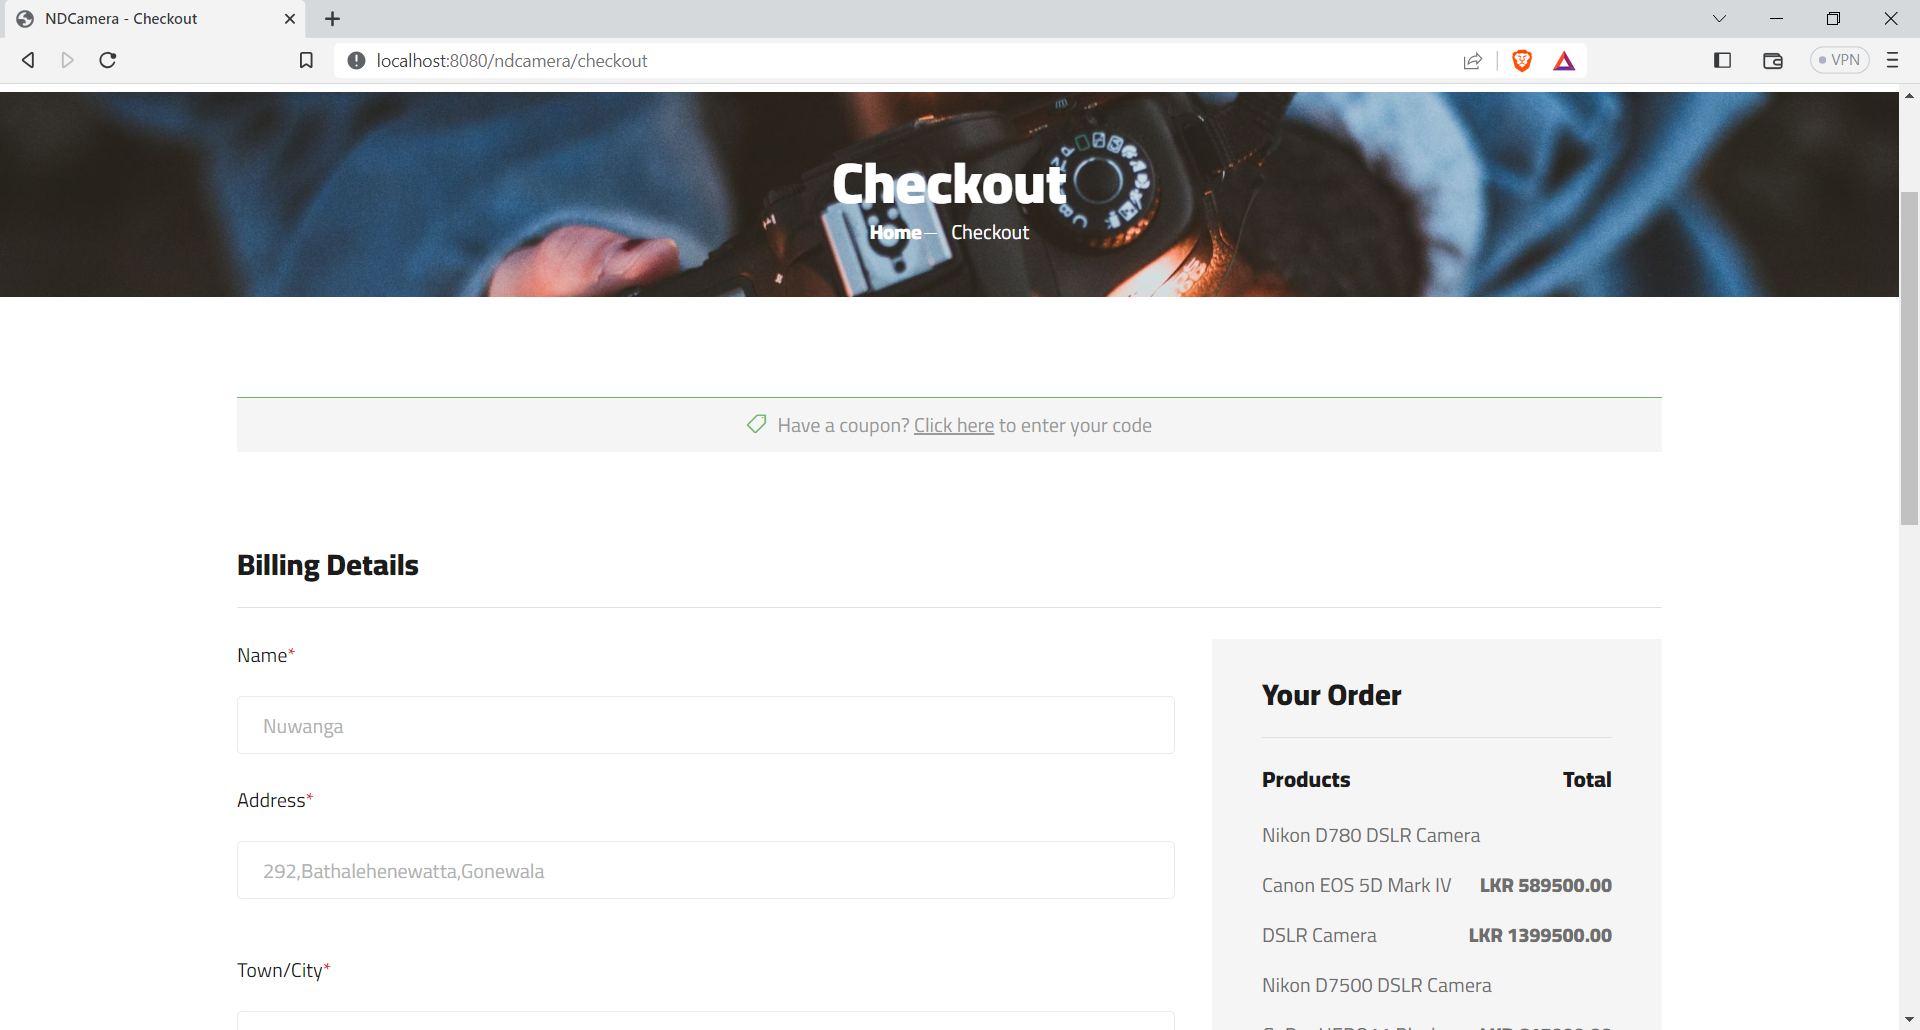 NDCamera - Checkout
localhost:8080/ndcamera/checkout
VPN
Checkout
Home— Checkout
Have a coupon? Click here to enter your code
Billing Details
Name*
Nuwanga
Address*
292,Bathalehenewatta,Gonewala
Town/City*
Your Order
Products Total
Nikon D780 DSLR Camera
Canon EOS 5D Mark IV LKR 589500.00
DSLR Camera LKR 1399500.00
Nikon D7500 DSLR Camera